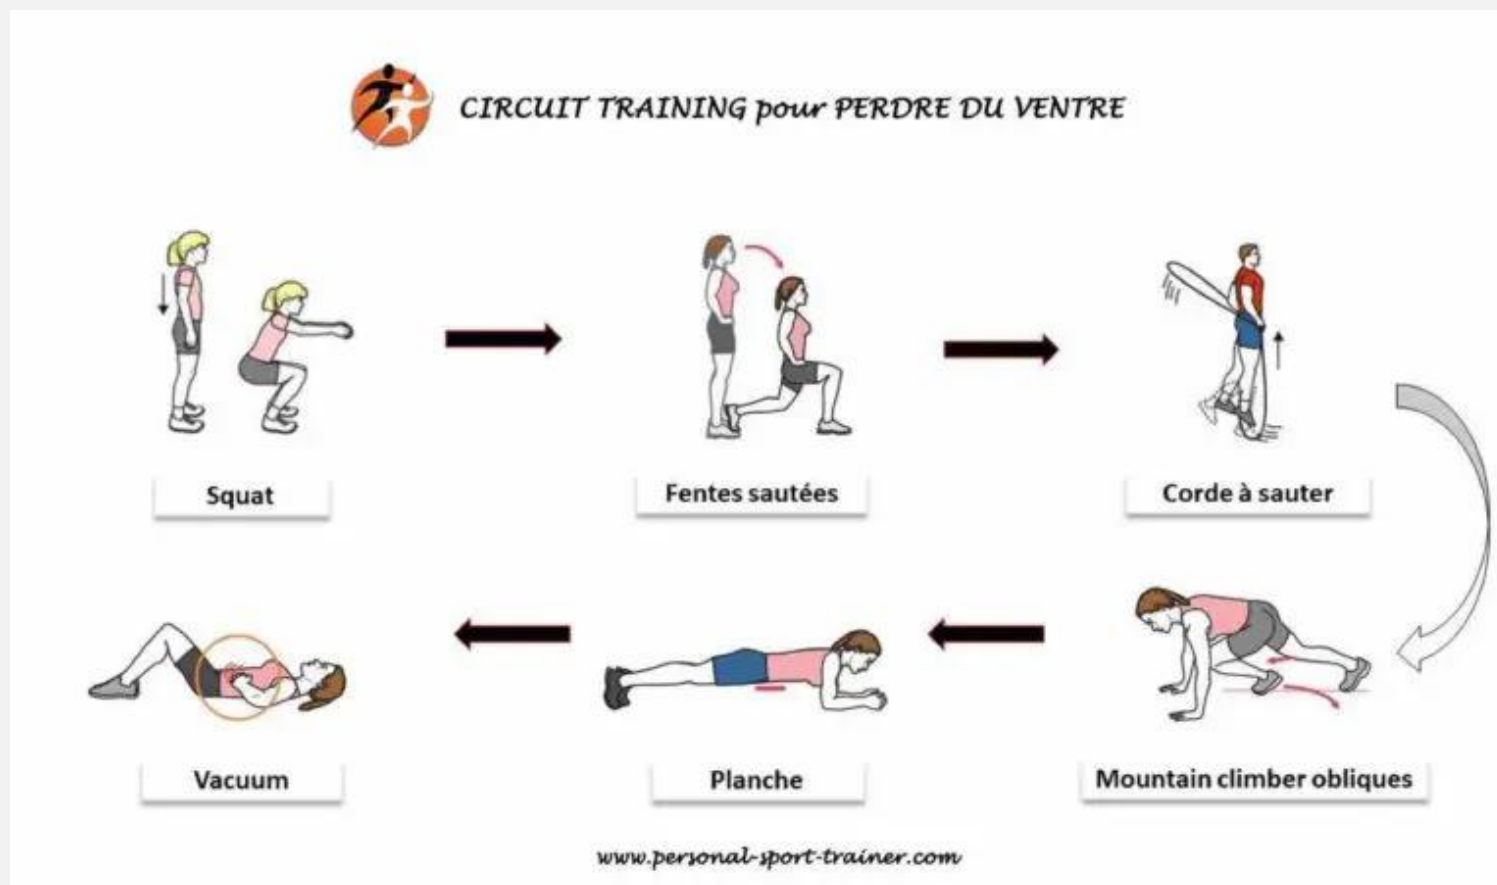 CIRCUIT TRAINING pour PERDRE DU VENTRE
Squat
Fentes sautées
Corde à sauter
Mountain climber obliques
Planche
Vacuum
www.personal-sport-trainer.com